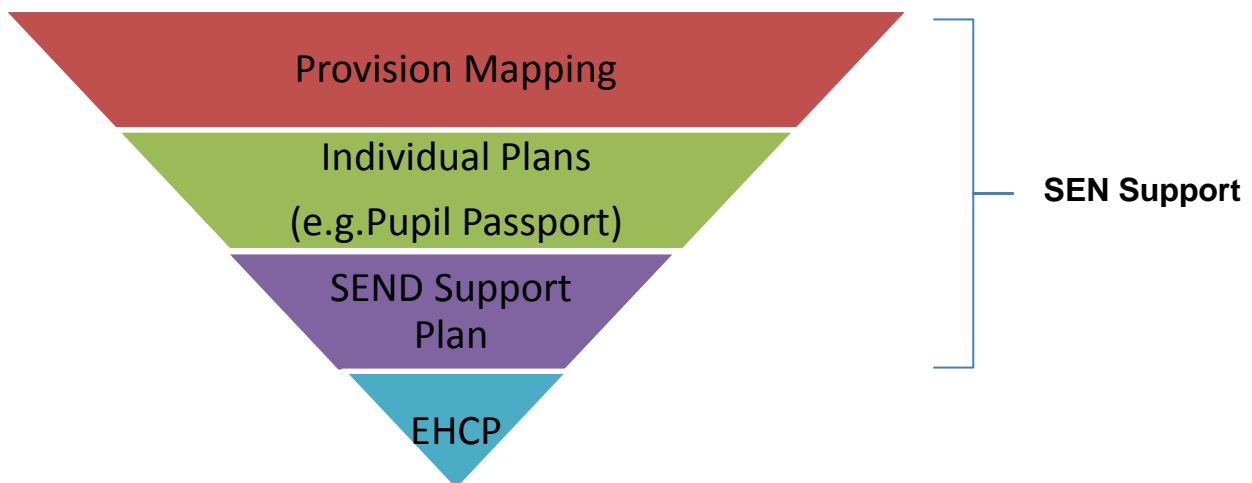 Provision Mapping
Individual Plans
(e.g.Pupil Passport)
SEN Support
SEND Support
Plan
EHCP